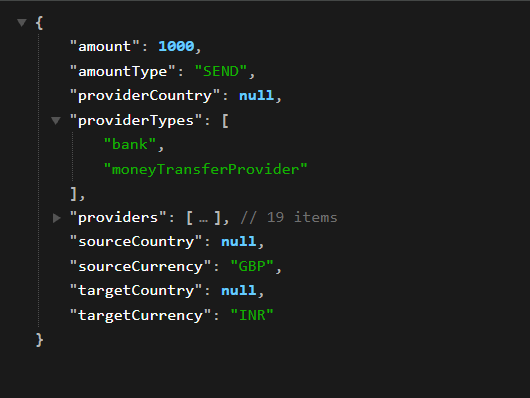 {
"amount": 1000,
"amountType": "SEND",
"providerCountry": null,
"providerTypes": [
"bank",
"moneyTransferProvider"
],
"providers": [ … ], // 19 items
"sourceCountry": null,
"sourceCurrency": "GBP",
"targetCountry": null,
"targetCurrency": "INR"
}